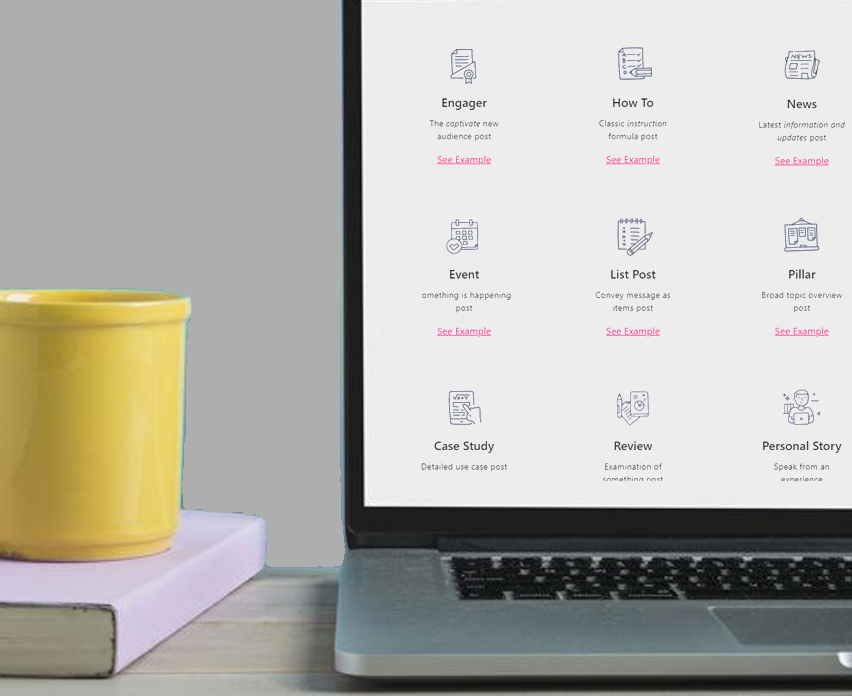 NEWS
Engager
The captivate new
audience post
See Example
How To
Classic instruction
formula post
See Example
News
Latest information and
updates post
See Example
Event
omething is happening
post
See Example
List Post
Convey message as
items post
See Example
Pillar
Broad topic overview
post
See Example
Case Study
Detailed use case post
Review
Examination of
something post
Personal Story
Speak from an
experience